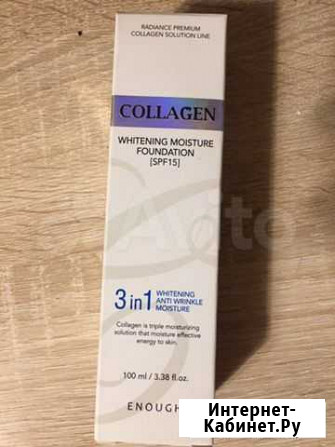 RADIANCE PREMIUM
COLLAGEN SOLUTION LINE
COLLAGEN
WHITENING MOISTURE
FOUNDATION
[SPF15]
Avito
3 in 1
WHITENING
ANTI WRINKLE
MOISTURE
Collagen is triple moisturizing
solution that moisture effective
energy to skin.
100 ml / 3.38 fl.oz.
ENOUGH
Интернет-
Кабинет.Ру